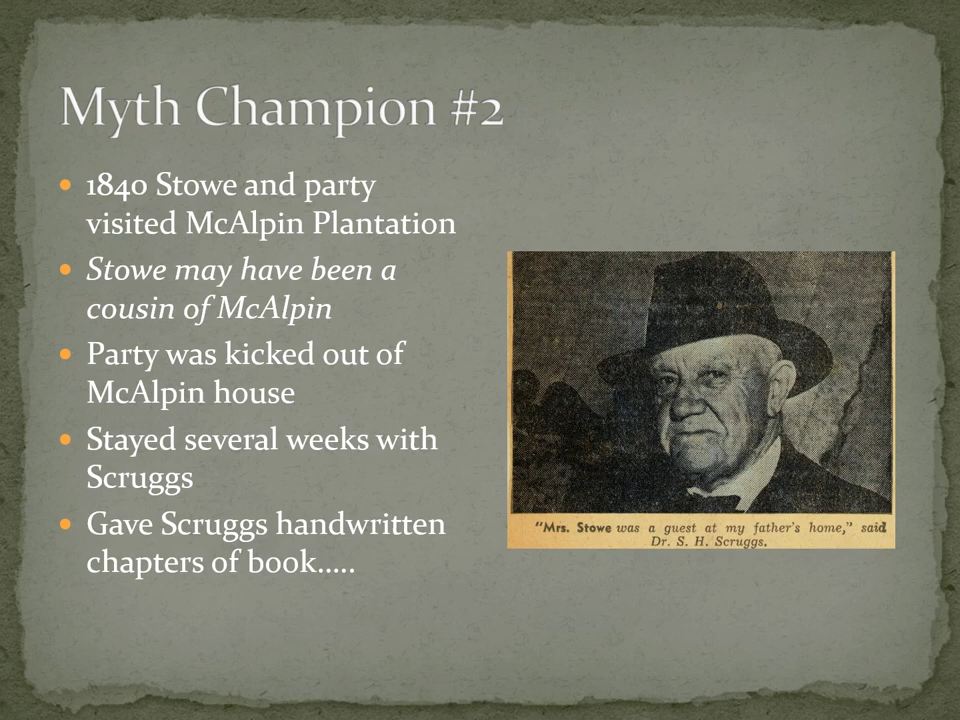 Myth Champion #2
• 1840 Stowe and party
visited McAlpin Plantation
• Stowe may have been a
cousin of McAlpin
• Party was kicked out of
McAlpin house
• Stayed several weeks with
Scruggs
• Gave Scruggs handwritten
chapters of book.....
"Mrs. Stowe was a guest at my father's home," said
Dr. S. H. Scruggs.